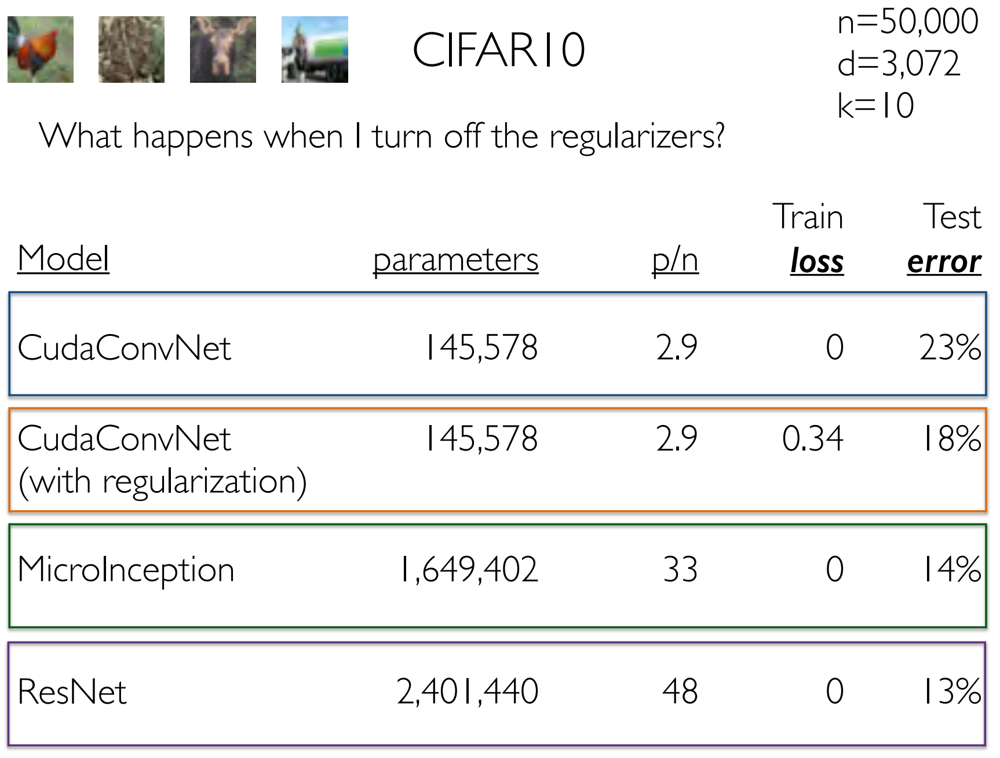 CIFAR10
n=50,000
d=3,072
k=10
What happens when I turn off the regularizers?
Model parameters p/n Train loss Test error
CudaConvNet 145,578 2.9 0 23%
CudaConvNet (with regularization) 145,578 2.9 0.34 18%
MicroInception 1,649,402 33 0 14%
ResNet 2,401,440 48 0 13%